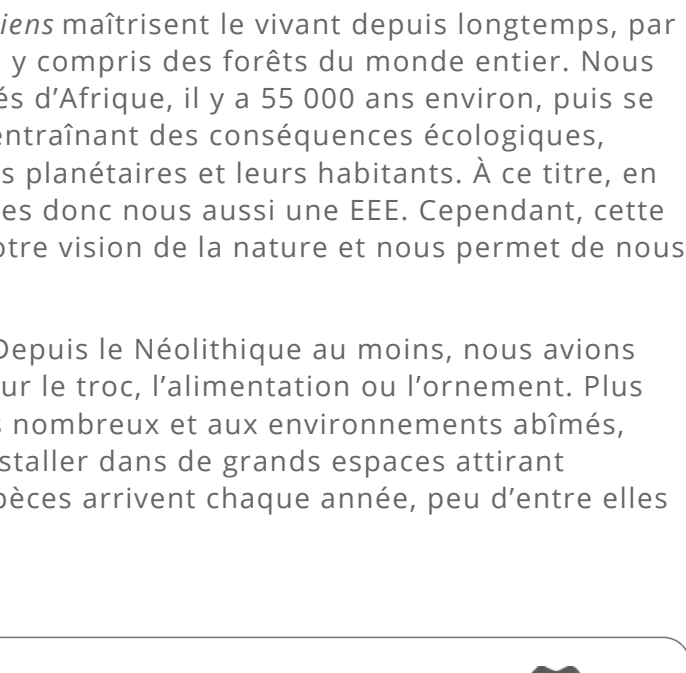 iens maîtrisent le vivant depuis longtemps, par
y compris des forêts du monde entier. Nous
és d’Afrique, il y a 55 000 ans environ, puis se
entraînant des conséquences écologiques,
s planétaires et leurs habitants. À ce titre, en
es donc nous aussi une EEE. Cependant, cette
otre vision de la nature et nous permet de nous
Depuis le Néolithique au moins, nous avions
ur le troc, l’alimentation ou l’ornement. Plus
s nombreux et aux environnements abîmés,
staller dans de grands espaces attirant
pèces arrivent chaque année, peu d’entre elles